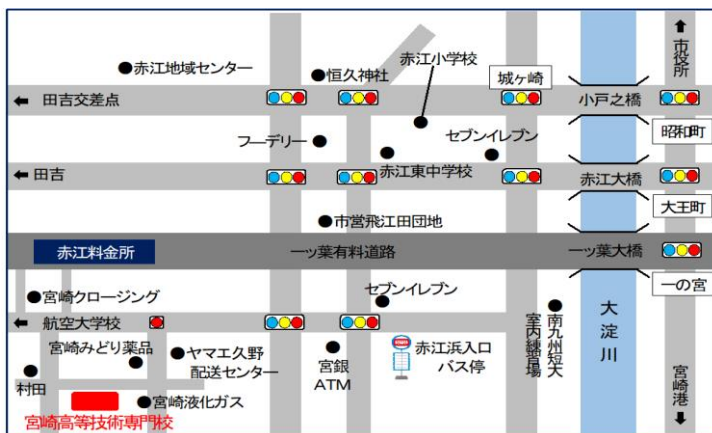 赤江地域センター
恒久神社
赤江小学校
城ヶ崎
市役所
田吉交差点
小戸之橋
フーデリー
セブンイレブン
昭和町
田吉
赤江東中学校
赤江大橋
大王町
市営飛江田団地
赤江料金所
一ッ葉有料道路
一ッ葉大橋
一の宮
宮崎クロージング
セブンイレブン
航空大学校
宮崎みどり薬品
ヤマエ久野
配送センター
宮銀
ATM
赤江浜入口
バス停
南九州短大
室内練習場
大淀川
宮崎港
村田
宮崎液化ガス
宮崎高等技術専門校